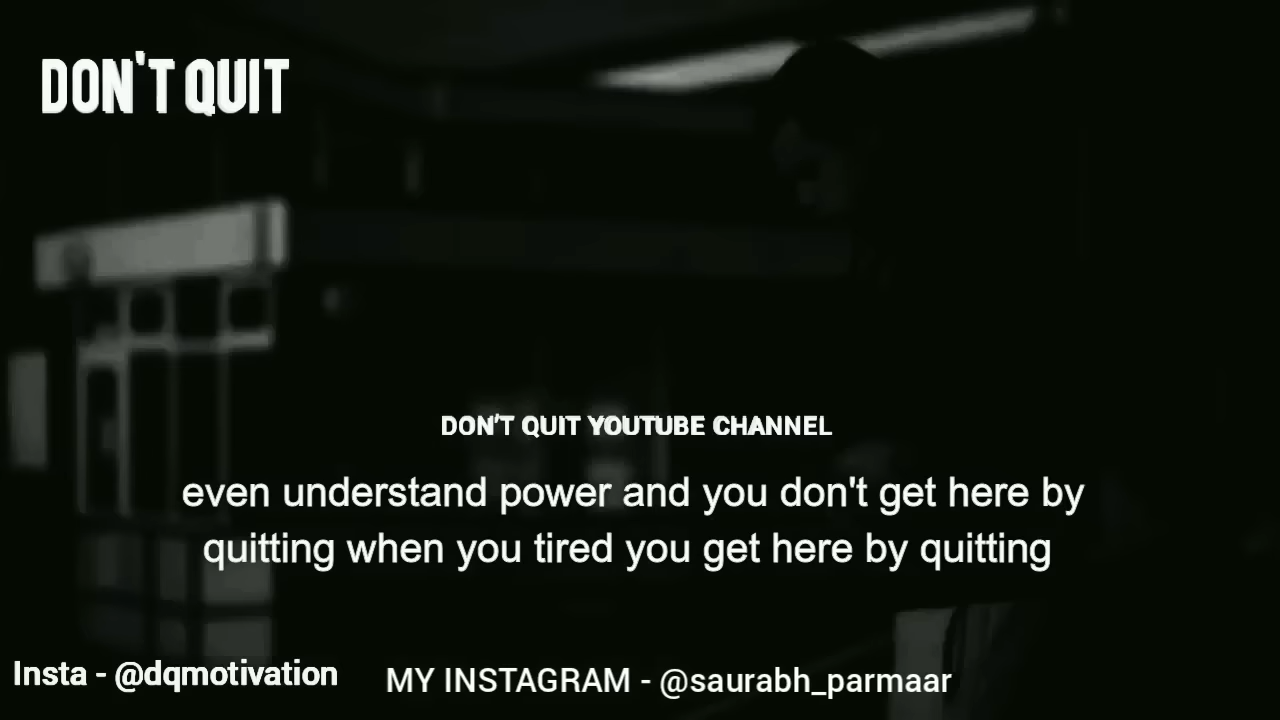 DON'T QUIT
DON'T QUIT YOUTUBE CHANNEL
even understand power and you don't get here by
quitting when you tired you get here by quitting
Insta - @dqmotivation
MY INSTAGRAM - @saurabh_parmaar